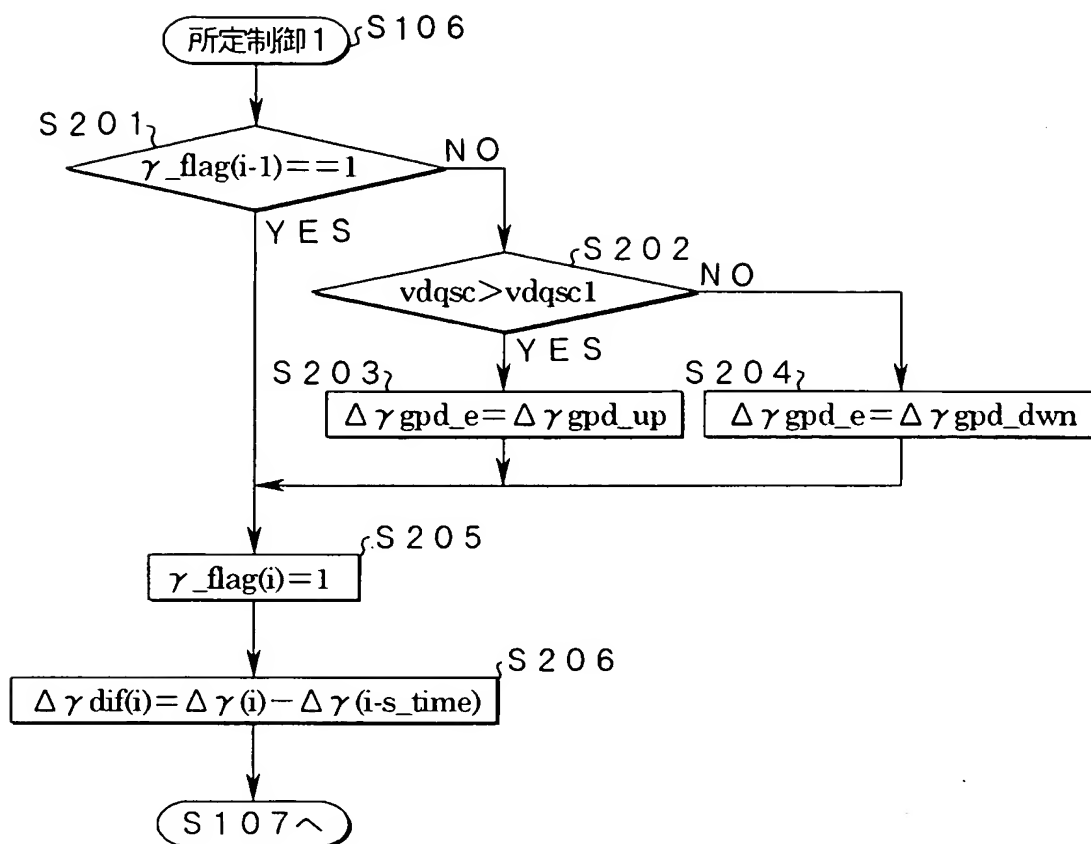 所定制御1
S106
S201
γ_flag(i-1)==1
NO
YES
S202
vdqsc>vdqsc1
NO
YES
S203
Δγgpd_e=Δγgpd_up
S204
Δγgpd_e=Δγgpd_dwn
S205
γ_flag(i)=1
S206
Δγdif(i)=Δγ(i)−Δγ(i-s_time)
S107へ